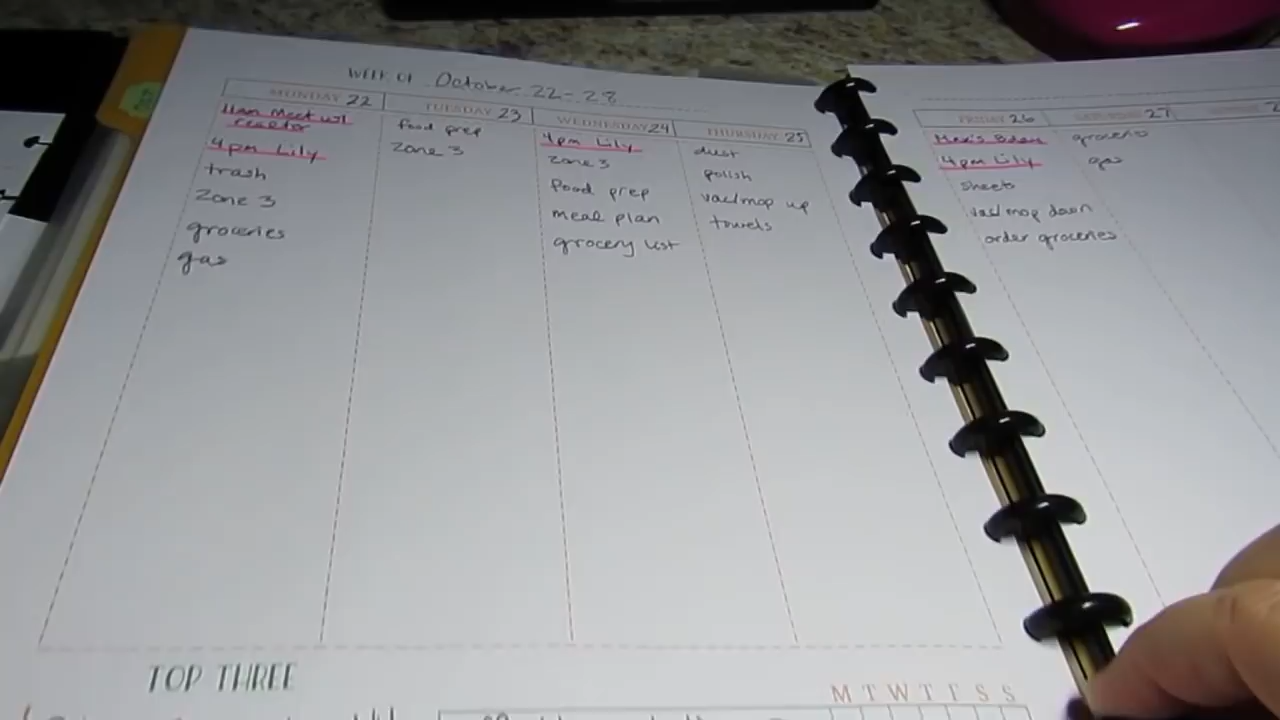 WEEK OF October 22-28
MONDAY 22
11am Meet w/
realtor
4pm Lily
trash
Zone 3
groceries
gas
TUESDAY 23
food prep
Zone 3
WEDNESDAY 24
4pm Lily
Zone 3
food prep
meal plan
grocery list
THURSDAY 25
dust
polish
vac/mop up
towels
FRIDAY 26
4pm Lily
sheets
vac/mop down
order groceries
SATURDAY 27
groceries
gas
TOP THREE
M T W T F S S